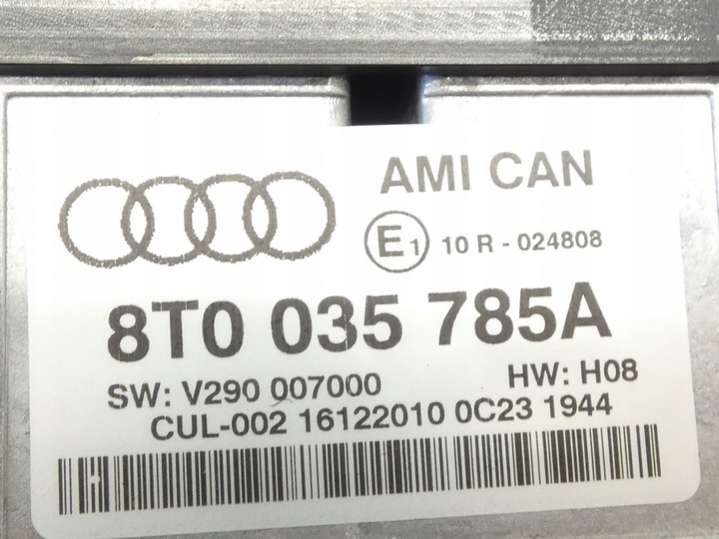 AMI CAN
E1 10 R - 024808
8T0 035 785A
SW: V290 007000 HW: H08
CUL-002 16122010 0C23 1944